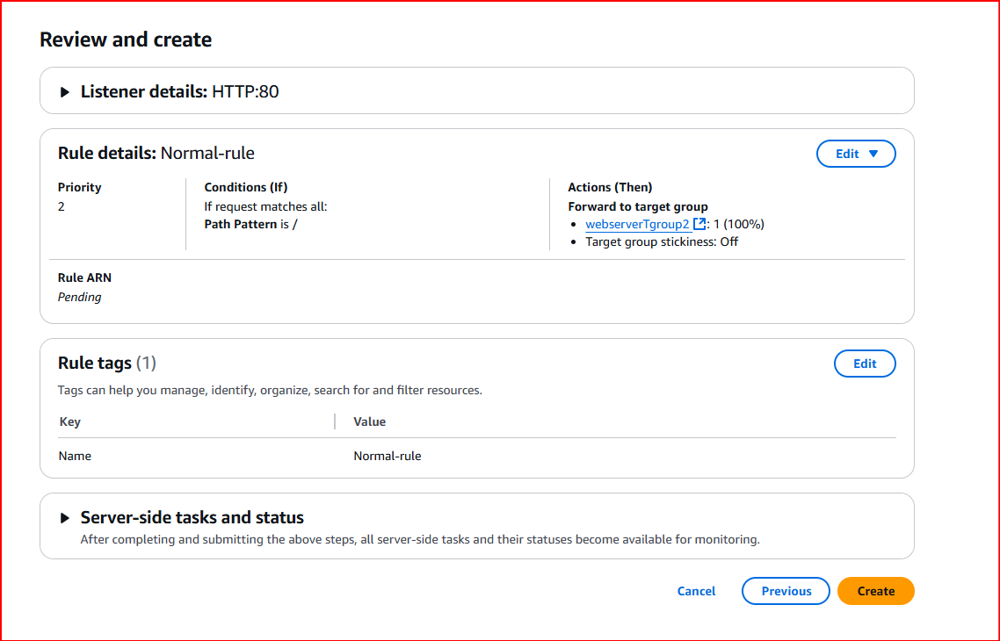 Review and create
Listener details: HTTP:80
Rule details: Normal-rule
Edit
Priority
2
Conditions (If)
If request matches all:
Path Pattern is /
Actions (Then)
Forward to target group
• webserverTgroup2 : 1 (100%)
• Target group stickiness: Off
Rule ARN
Pending
Rule tags (1)
Edit
Tags can help you manage, identify, organize, search for and filter resources.
Key
Value
Name
Normal-rule
Server-side tasks and status
After completing and submitting the above steps, all server-side tasks and their statuses become available for monitoring.
Cancel
Previous
Create